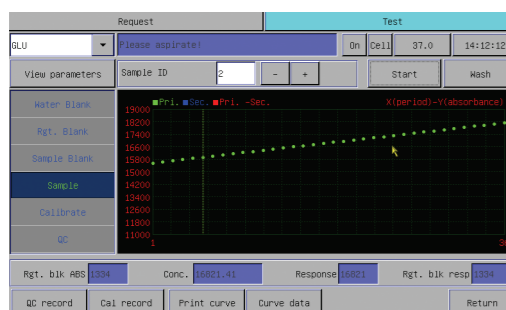 Request Test
GLU Please aspirate! On Cell 37.0 14:12:12
View parameters Sample ID 2 - + Start Wash
Water Blank
Rgt. Blank
Sample Blank
Sample
Calibrate
QC
Pri. Sec. Pri. -Sec. X(period)-Y(absorbance)
19000
18200
17400
16600
15800
15000
14200
13400
12600
11800
11000
1 30
Rgt. blk ABS 1334 Conc. 16821.41 Response 16821 Rgt. blk resp 1334
QC record Cal record Print curve Curve data Return